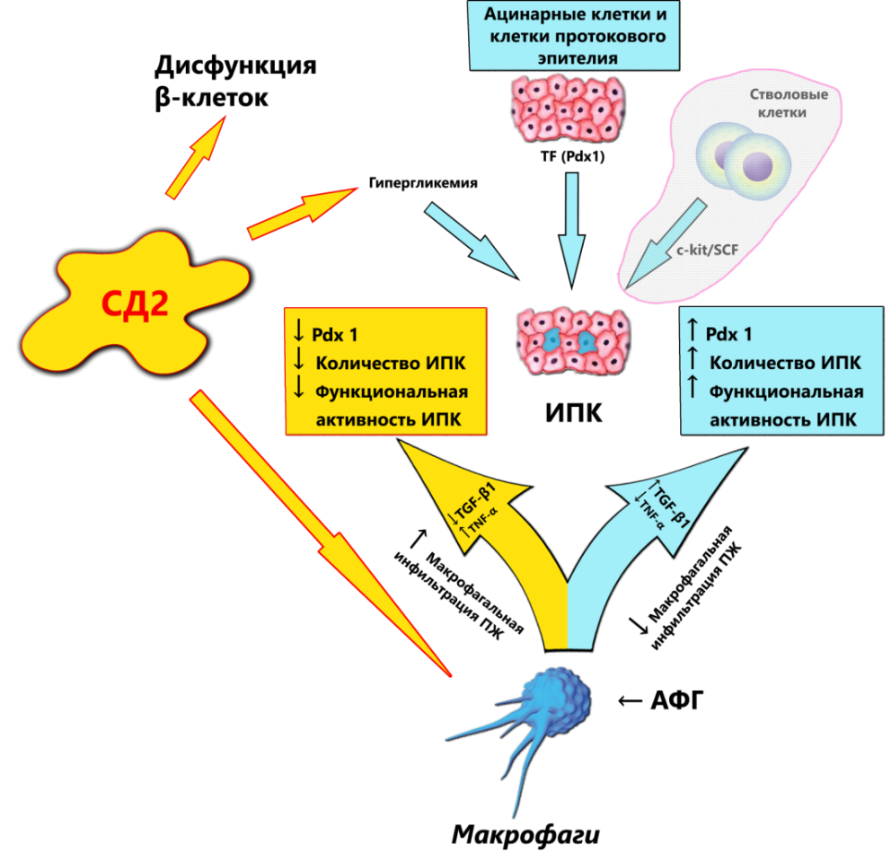 Ацинарные клетки и
клетки протокового
эпителия
Дисфункция
β-клеток
Стволовые
клетки
TF (Pdx1)
Гипергликемия
c-kit/SCF
СД2
↓ Pdx 1
↓ Количество ИПК
↓ Функциональная
активность ИПК
ИПК
↑ Pdx 1
↑ Количество ИПК
↑ Функциональная
активность ИПК
↓TGF-β1
↑TNF-α
↑ Макрофагальная
инфильтрация ПЖ
↑TGF-β1
↓TNF-α
↓ Макрофагальная
инфильтрация ПЖ
← АФГ
Макрофаги